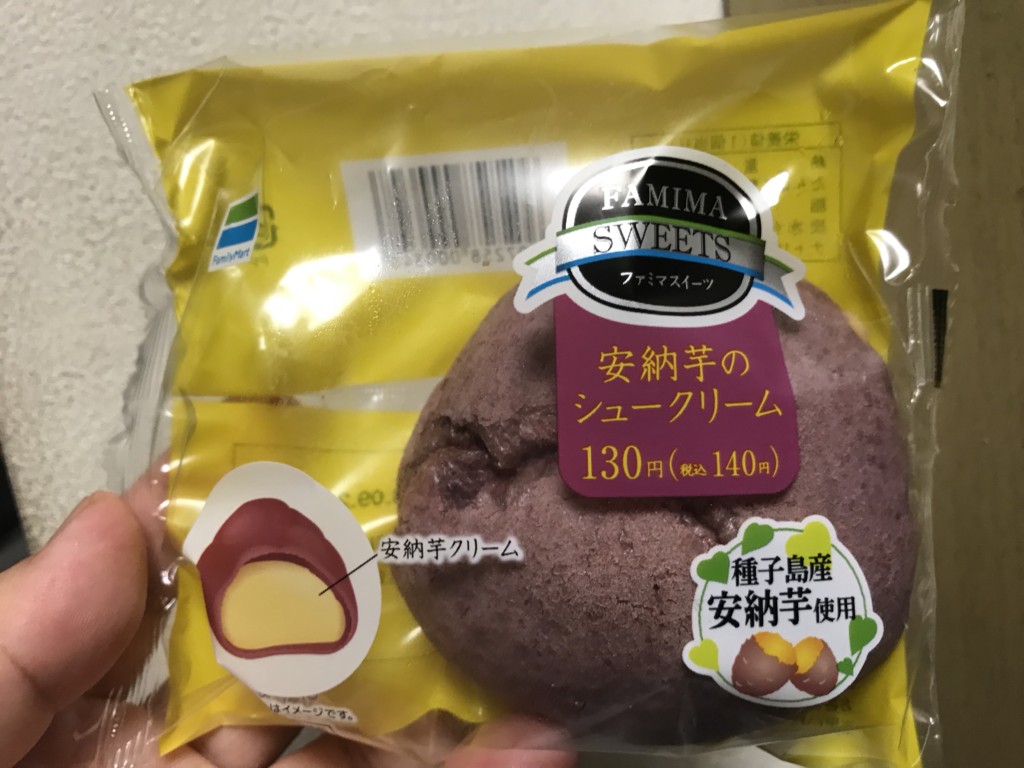 FamilyMart
FAMIMA
SWEETS
ファミマスイーツ
安納芋の
シュークリーム
130円(税込140円)
安納芋クリーム
種子島産
安納芋使用
はイメージです。